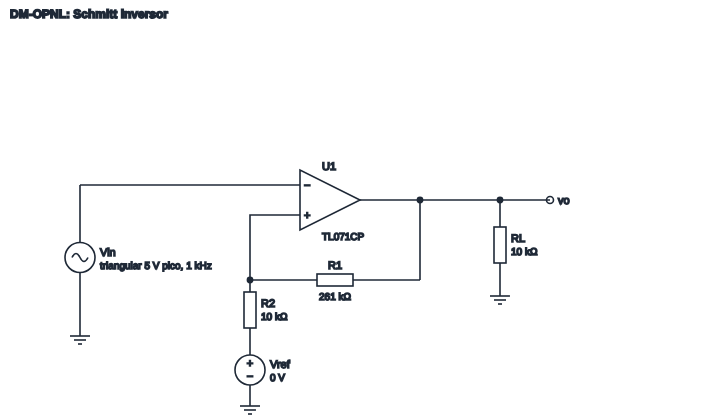 DM-OPNL: Schmitt inversor
U1
−
+
TL071CP
vo
Vin
triangular 5 V pico, 1 kHz
R1
261 kΩ
RL
10 kΩ
R2
10 kΩ
+
−
Vref
0 V